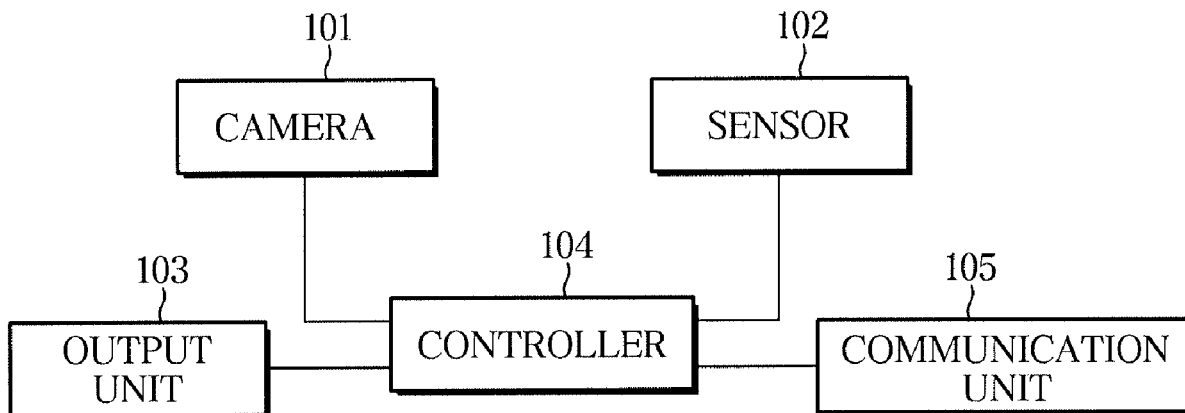 101
102
CAMERA
SENSOR
104
103
105
OUTPUT
UNIT
CONTROLLER
COMMUNICATION
UNIT